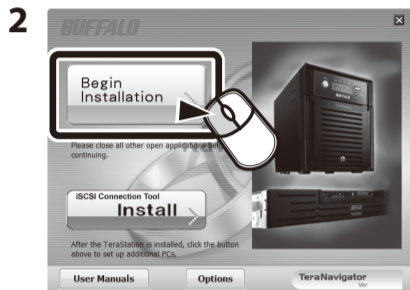 2
BUFFALO
Begin
Installation
Please close all other open applications before
continuing.
iSCSI Connection Tool
Install
After the TeraStation is installed, click the button
above to set up additional PCs.
User Manuals
Options
TeraNavigator
Ver